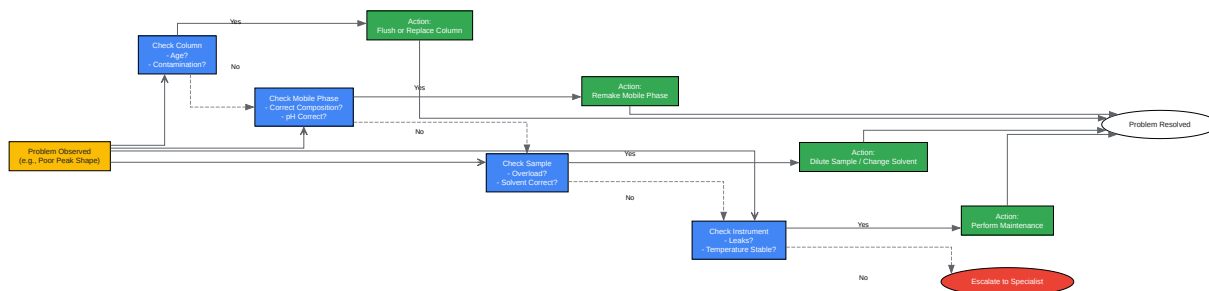 Yes
Action:
Flush or Replace Column
Check Column
- Age?
- Contamination?
No
Check Mobile Phase
- Correct Composition?
- pH Correct?
Yes
Action:
Remake Mobile Phase
No
Problem Resolved
Problem Observed
(e.g., Poor Peak Shape)
Check Sample
- Overload?
- Solvent Correct?
Yes
Action:
Dilute Sample / Change Solvent
No
Check Instrument
- Leaks?
- Temperature Stable?
Yes
Action:
Perform Maintenance
No
Escalate to Specialist